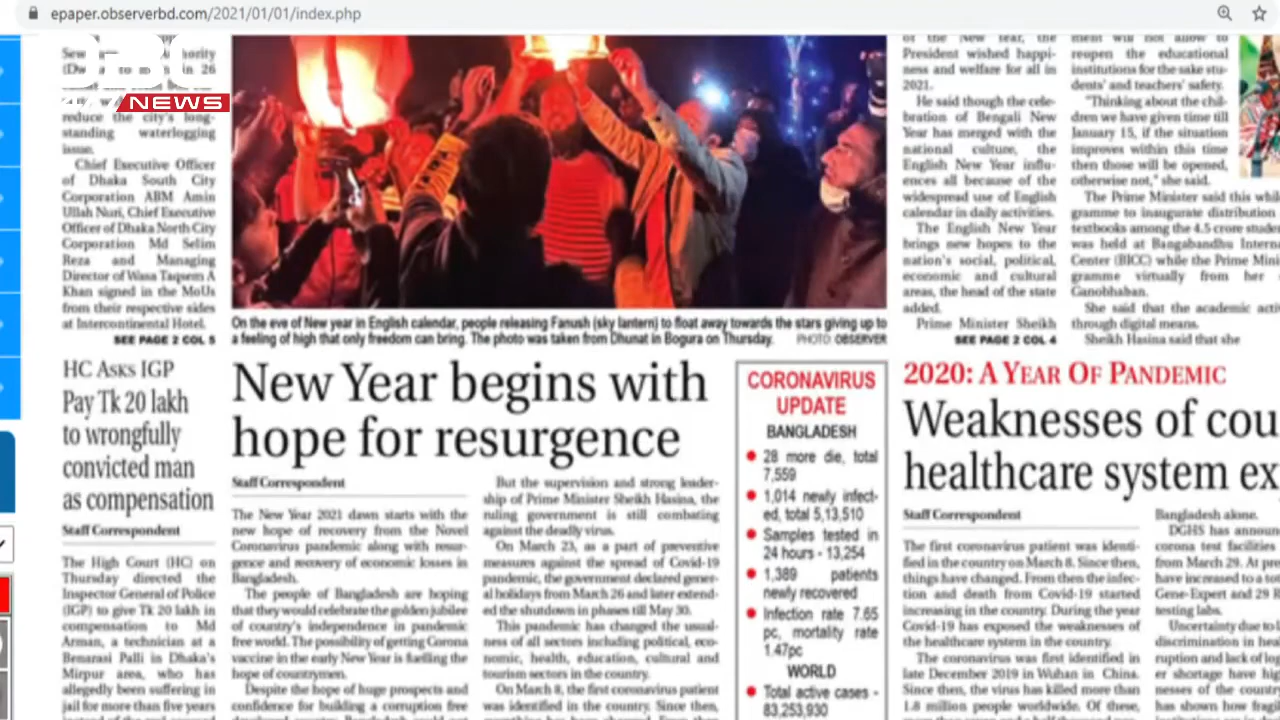 epaper.observerbd.com/2021/01/01/index.php
24/7 NEWS
in 26
reduce the city's long-
standing waterlogging
issue.
Chief Executive Officer
of Dhaka South City
Corporation ABM Amin
Ullah Nuri, Chief Executive
Officer of Dhaka North City
Corporation Md Selim
Reza and Managing
Director of Wasa Taqsem A
Khan signed in the MoUs
from their respective sides
at Intercontinental Hotel.
SEE PAGE 2 COL 5
HC ASKS IGP
Pay Tk 20 lakh
to wrongfully
convicted man
as compensation
Staff Correspondent
The High Court (HC) on
Thursday directed the
Inspector General of Police
(IGP) to give Tk 20 lakh in
compensation to Md
Arman, a technician at a
Benarasi Palli in Dhaka's
Mirpur area, who has
allegedly been suffering in
jail for more than five years
On the eve of New year in English calendar, people releasing Fanush (sky lantern) to float away towards the stars giving up to
a feeling of high that only freedom can bring. The photo was taken from Dhunat in Bogura on Thursday. PHOTO OBSERVER
New Year begins with
hope for resurgence
Staff Correspondent
The New Year 2021 dawn starts with the
new hope of recovery from the Novel
Coronavirus pandemic along with resur-
gence and recovery of economic losses in
Bangladesh.
The people of Bangladesh are hoping
that they would celebrate the golden jubilee
of country's independence in pandemic
free world. The possibility of getting Corona
vaccine in the early New Year is fuelling the
hope of countrymen.
Despite the hope of huge prospects and
confidence for building a corruption free
But the supervision and strong leader-
ship of Prime Minister Sheikh Hasina, the
ruling government is still combating
against the deadly virus.
On March 23, as a part of preventive
measures against the spread of Covid-19
pandemic, the government declared gener-
al holidays from March 26 and later extend-
ed the shutdown in phases till May 30.
This pandemic has changed the usual-
ness of all sectors including political, eco-
nomic, health, education, cultural and
tourism sectors in the country.
On March 8, the first coronavirus patient
was identified in the country. Since then,
CORONAVIRUS
UPDATE
BANGLADESH
28 more die, total
7,559
1,014 newly infect-
ed, total 5,13,510
Samples tested in
24 hours - 13,254
1,389 patients
newly recovered
Infection rate 7.65
pc, mortality rate
1.47pc
WORLD
Total active cases -
83,253,930
of the New Year, the
President wished happi-
ness and welfare for all in
2021.
He said though the cele-
bration of Bengali New
Year has merged with the
national culture, the
English New Year influ-
ences all because of the
widespread use of English
calendar in daily activities.
The English New Year
brings new hopes to the
nation's social, political,
economic and cultural
areas, the head of the state
added.
Prime Minister Sheikh
SEE PAGE 2 COL 4
ment will not allow to
reopen the educational
institutions for the sake stu-
dents' and teachers' safety.
"Thinking about the chil-
dren we have given time till
January 15, if the situation
improves within this time
then those will be opened,
otherwise not," she said.
The Prime Minister said this whil
gramme to inaugurate distribution
textbooks among the 4.5 crore stude
was held at Bangabandhu Intern
Center (BICC) while the Prime Mini
gramme virtually from her
Ganobhaban.
She said that the academic acti
through digital means.
Sheikh Hasina said that she
2020: A YEAR OF PANDEMIC
Weaknesses of cou
healthcare system ex
Staff Correspondent
The first coronavirus patient was identi-
fied in the country on March 8. Since then,
things have changed. From then the infec-
tion and death from Covid-19 started
increasing in the country. During the year
Covid-19 has exposed the weaknesses of
the healthcare system in the country.
The coronavirus was first identified in
late December 2019 in Wuhan in China.
Since then, the virus has killed more than
1.8 million people worldwide. Of these,
Bangladesh alone.
DGHS has announ
corona test facilities
from March 29. At pre
have increased to a tot
Gene-Expert and 29 R
testing labs.
Uncertainty due to l
discrimination in heal
ruption and lack of log
er shortage have high
nesses of the country
has shown how fragil